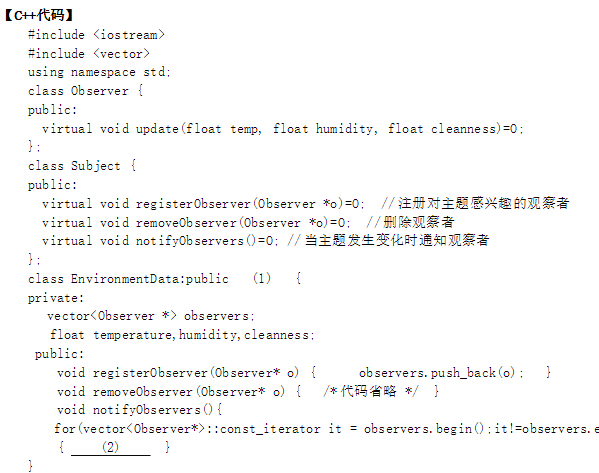 【C++代码】
#include <iostream>
#include <vector>
using namespace std;
class Observer {
public:
virtual void update(float temp, float humidity, float cleanness)=0;
};
class Subject {
public:
virtual void registerObserver(Observer *o)=0; //注册对主题感兴趣的观察者
virtual void removeObserver(Observer *o)=0; //删除观察者
virtual void notifyObservers()=0; //当主题发生变化时通知观察者
};
class EnvironmentData:public (1) {
private:
vector<Observer *> observers;
float temperature,humidity,cleanness;
public:
void registerObserver(Observer* o) { observers.push_back(o); }
void removeObserver(Observer* o) { /*代码省略 */ }
void notifyObservers(){
for(vector<Observer*>::const_iterator it = observers.begin();it!=observers.e
{ (2) }
}